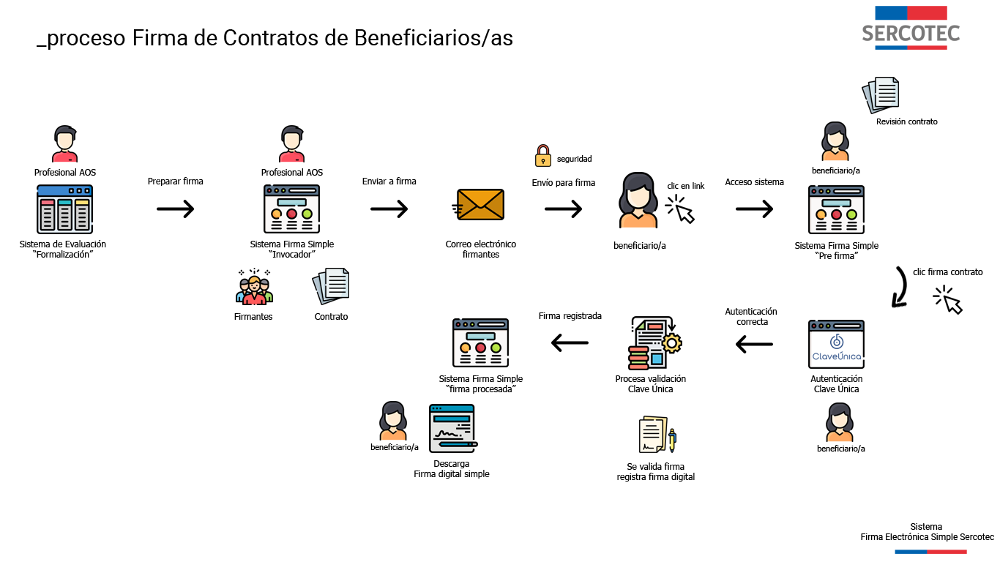 _proceso Firma de Contratos de Beneficiarios/as
SERCOTEC
Profesional AOS
Sistema de Evaluación
“Formalización”
Preparar firma
Profesional AOS
Sistema Firma Simple
“Invocador”
Firmantes
Contrato
Enviar a firma
Correo electrónico
firmantes
seguridad
Envío para firma
beneficiario/a
clic en link
Acceso sistema
Revisión contrato
beneficiario/a
Sistema Firma Simple
“Pre firma”
clic firma contrato
ClaveÚnica
Autenticación
Clave Única
beneficiario/a
Autenticación
correcta
Procesa validación
Clave Única
Se valida firma
registra firma digital
Firma registrada
Sistema Firma Simple
“firma procesada”
beneficiario/a
Descarga
Firma digital simple
Sistema
Firma Electrónica Simple Sercotec